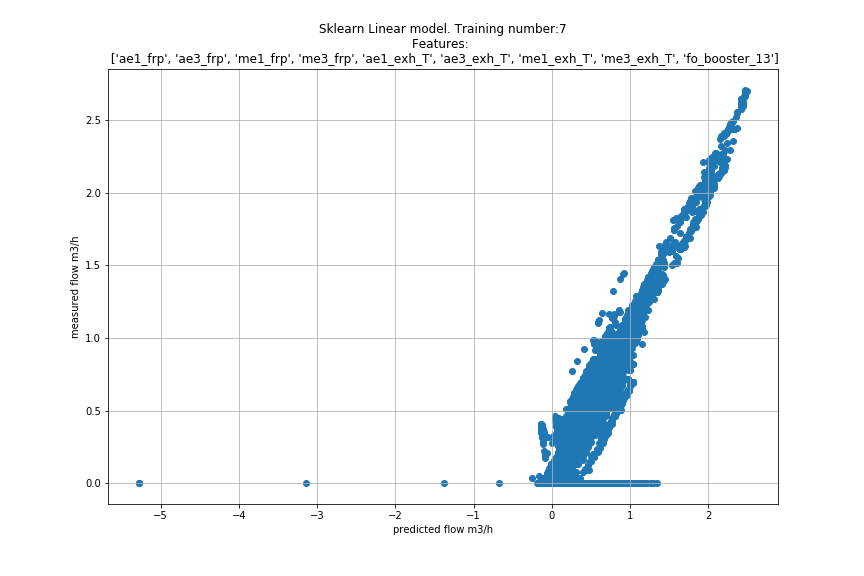 Sklearn Linear model. Training number:7
Features:
['ae1_frp', 'ae3_frp', 'me1_frp', 'me3_frp', 'ae1_exh_T', 'ae3_exh_T', 'me1_exh_T', 'me3_exh_T', 'fo_booster_13']
2.5
2.0
1.5
1.0
0.5
0.0
measured flow m3/h
−5 −4 −3 −2 −1 0 1 2
predicted flow m3/h